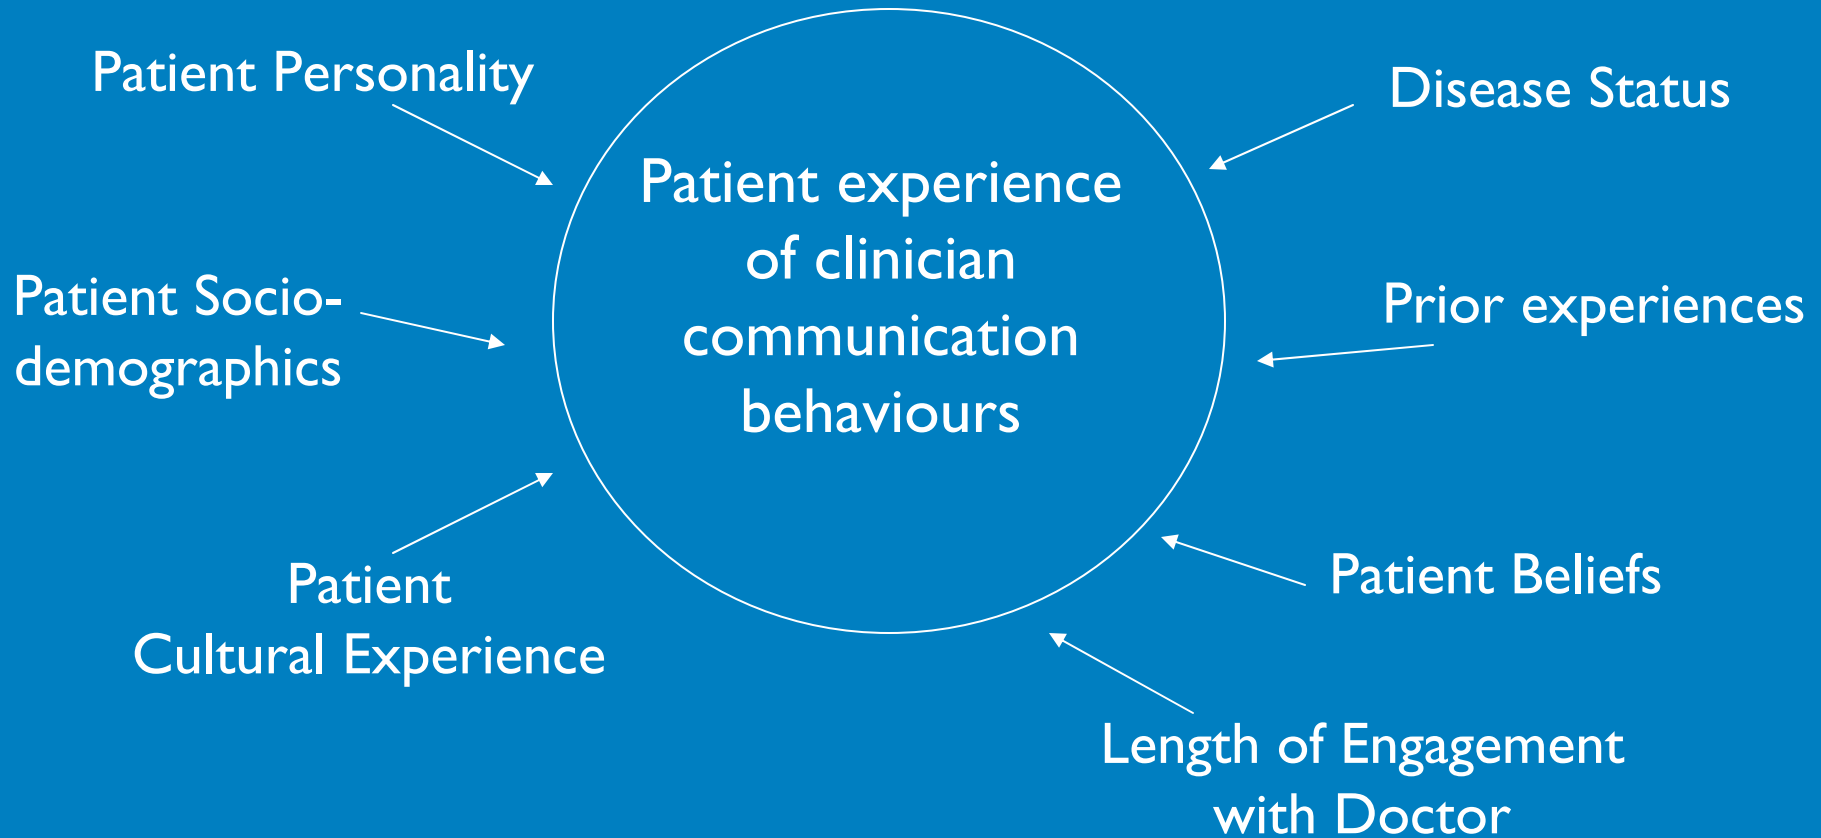 Patient Personality
Disease Status
Patient experience
of clinician
communication
behaviours
Patient Socio-
demographics
Prior experiences
Patient
Cultural Experience
Patient Beliefs
Length of Engagement
with Doctor